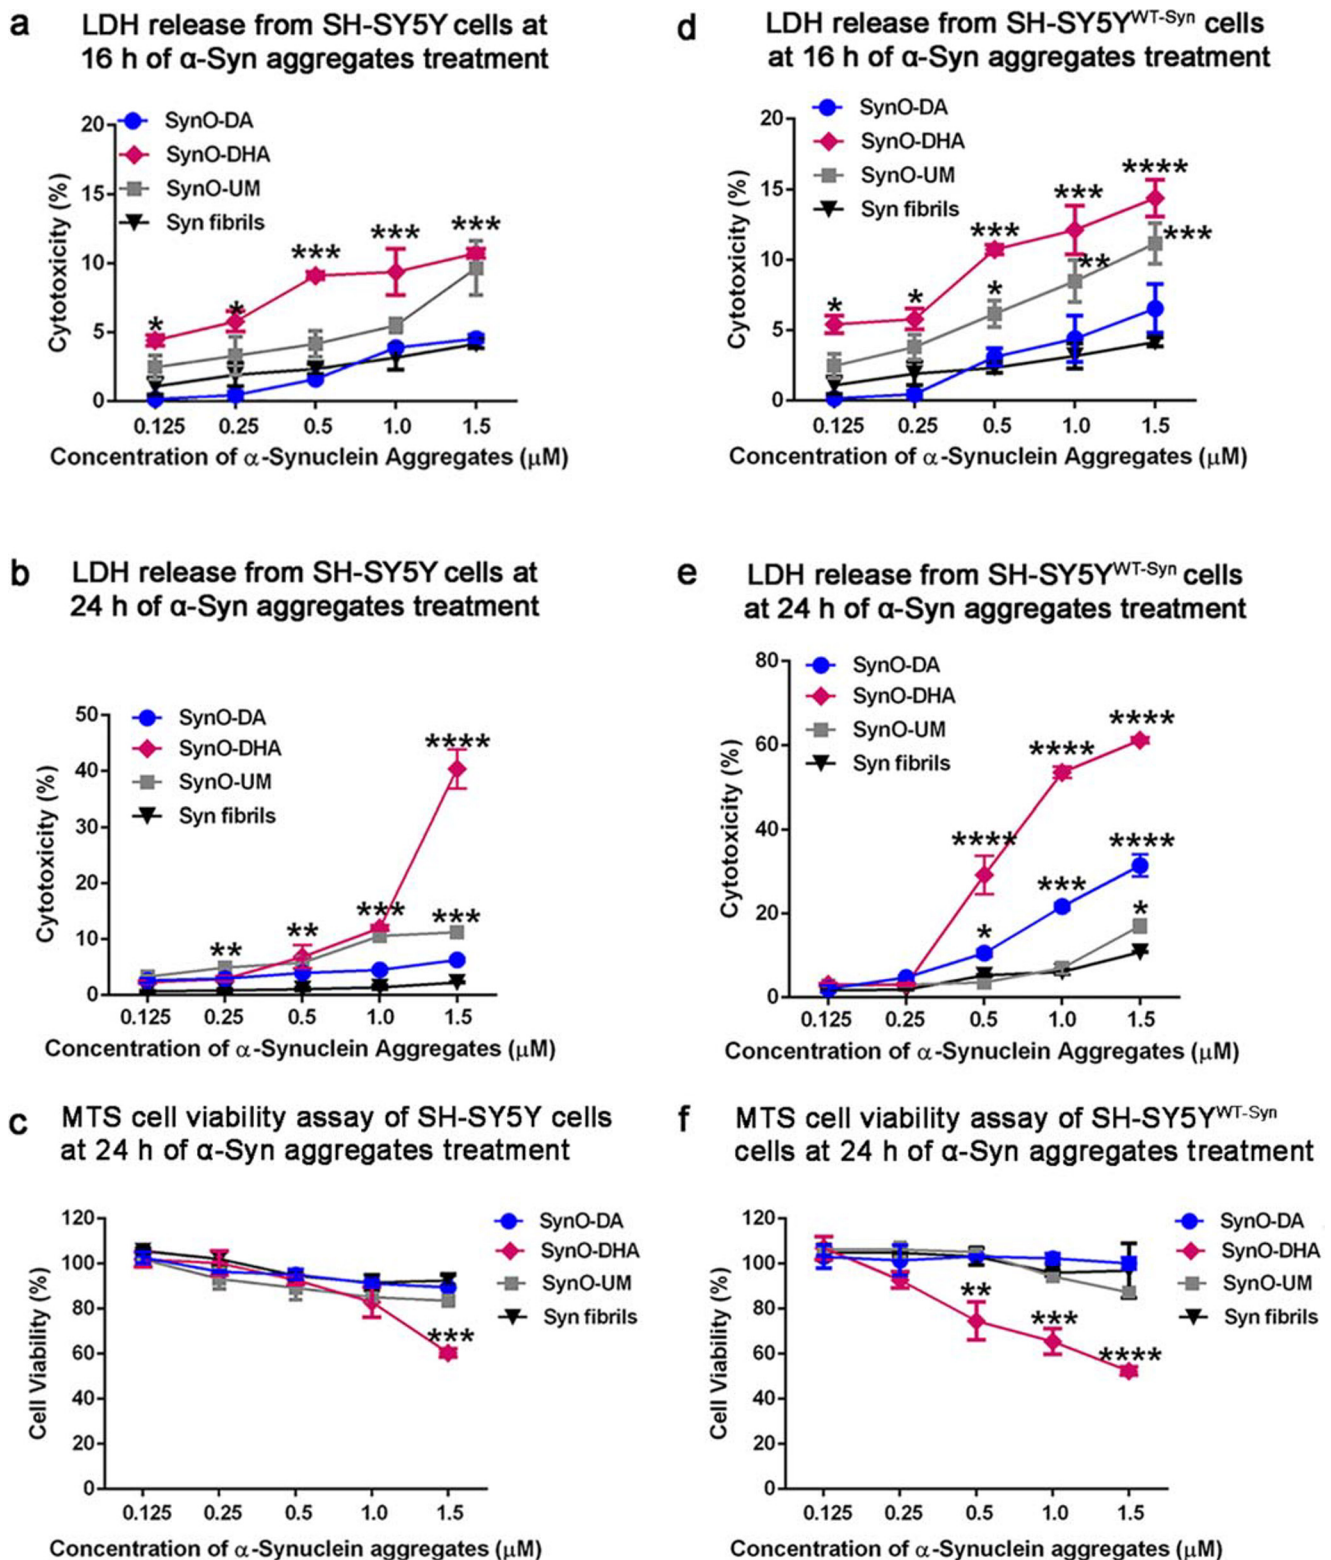 a
LDH release from SH-SY5Y cells at
16 h of α-Syn aggregates treatment
SynO-DA
SynO-DHA
SynO-UM
Syn fibrils
Cytotoxicity (%)
20
15
10
5
0
*
*
***
***
***
0.125 0.25 0.5 1.0 1.5
Concentration of α-Synuclein Aggregates (μM)
d
LDH release from SH-SY5Y^WT-Syn cells
at 16 h of α-Syn aggregates treatment
SynO-DA
SynO-DHA
SynO-UM
Syn fibrils
Cytotoxicity (%)
20
15
10
5
0
*
*
***
***
****
*
**
***
0.125 0.25 0.5 1.0 1.5
Concentration of α-Synuclein Aggregates (μM)
b
LDH release from SH-SY5Y cells at
24 h of α-Syn aggregates treatment
SynO-DA
SynO-DHA
SynO-UM
Syn fibrils
Cytotoxicity (%)
50
40
30
20
10
0
**
**
***
****
***
0.125 0.25 0.5 1.0 1.5
Concentration of α-Synuclein Aggregates (μM)
e
LDH release from SH-SY5Y^WT-Syn cells
at 24 h of α-Syn aggregates treatment
SynO-DA
SynO-DHA
SynO-UM
Syn fibrils
Cytotoxicity (%)
80
60
40
20
0
****
****
****
*
***
****
*
0.125 0.25 0.5 1.0 1.5
Concentration of α-Synuclein Aggregates (μM)
c
MTS cell viability assay of SH-SY5Y cells
at 24 h of α-Syn aggregates treatment
SynO-DA
SynO-DHA
SynO-UM
Syn fibrils
Cell Viability (%)
120
100
80
60
40
20
0
***
0.125 0.25 0.5 1.0 1.5
Concentration of α-Synuclein aggregates (μM)
f
MTS cell viability assay of SH-SY5Y^WT-Syn
cells at 24 h of α-Syn aggregates treatment
SynO-DA
SynO-DHA
SynO-UM
Syn fibrils
Cell Viability (%)
120
100
80
60
40
20
0
**
***
****
0.125 0.25 0.5 1.0 1.5
Concentration of α-Synuclein aggregates (μM)